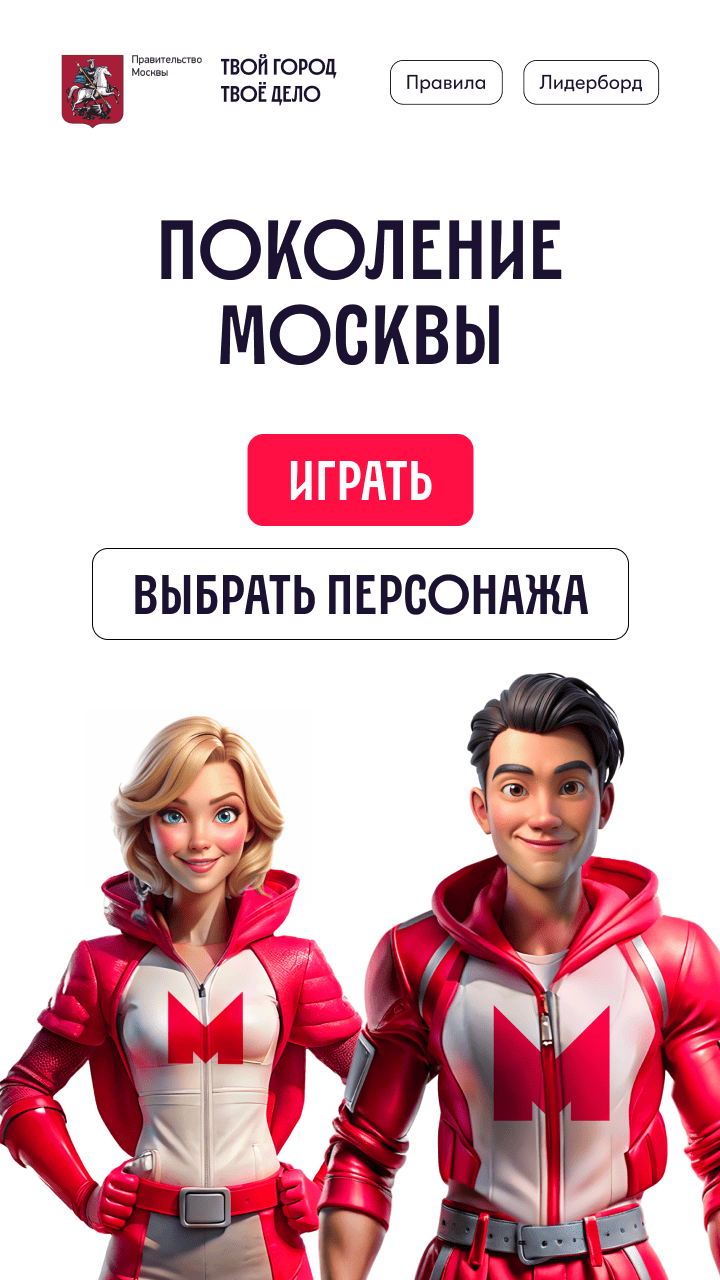 Правительство
Москвы
ТВОЙ ГОРОД
ТВОЁ ДЕЛО
Правила
Лидерборд
ПОКОЛЕНИЕ
МОСКВЫ
ИГРАТЬ
ВЫБРАТЬ ПЕРСОНАЖА
М
М